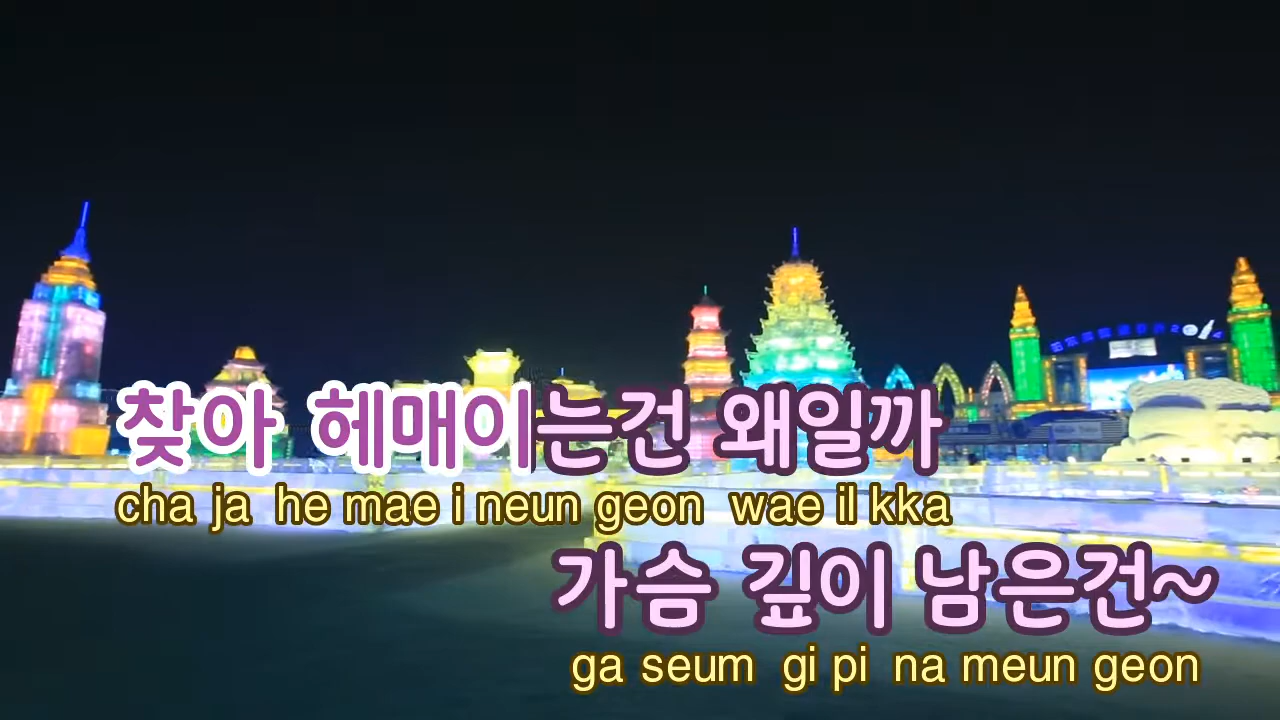 찾아 헤매이는건 왜일까
cha ja he mae i neun geon wae il kka
가슴 깊이 남은건~
ga seum gi pi na meun geon